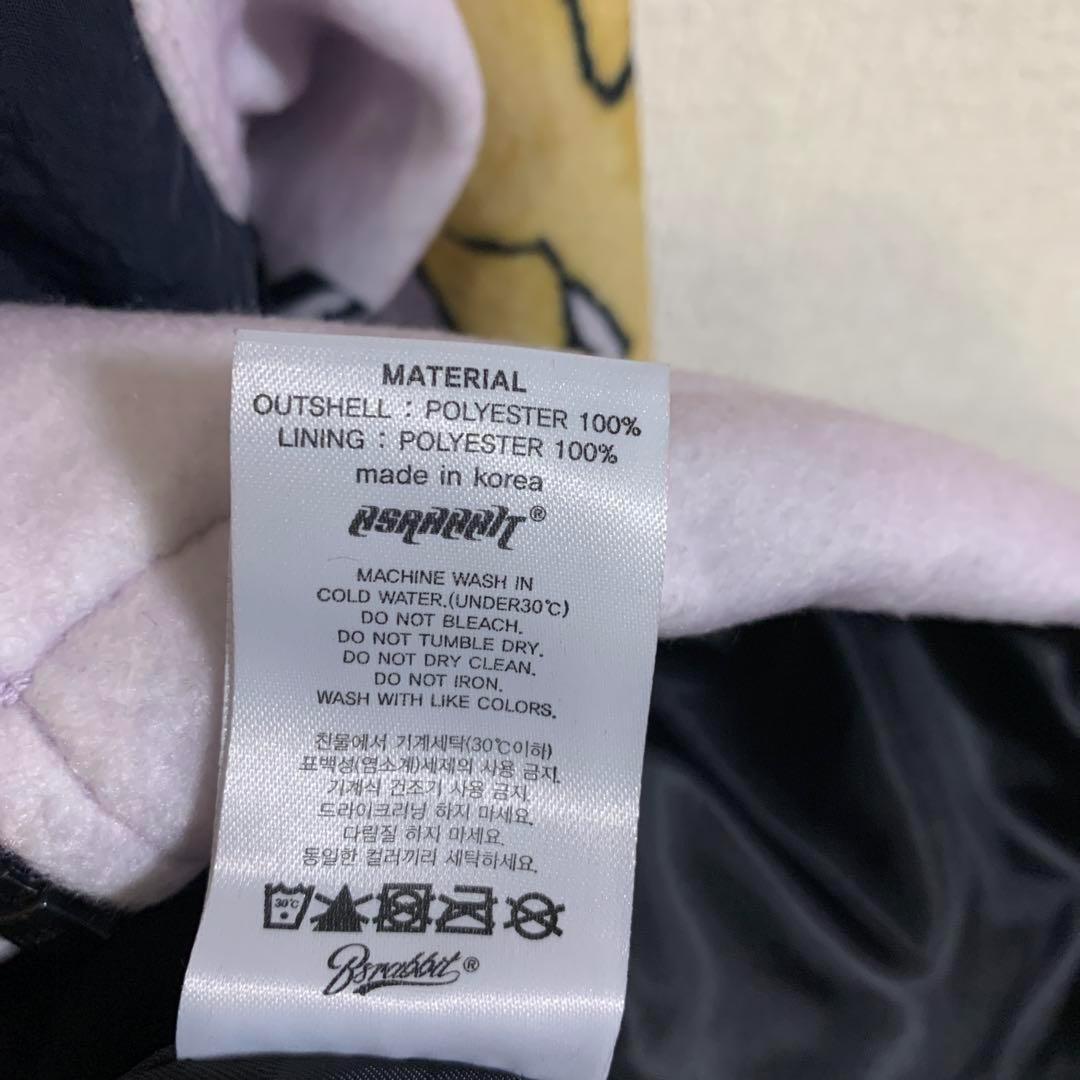 MATERIAL
OUTSHELL : POLYESTER 100%
LINING : POLYESTER 100%
made in korea
BSRABBIT®
MACHINE WASH IN
COLD WATER.(UNDER30℃)
DO NOT BLEACH.
DO NOT TUMBLE DRY.
DO NOT DRY CLEAN.
DO NOT IRON.
WASH WITH LIKE COLORS.
찬물에서 기계세탁(30℃이하)
표백성(염소계)세제의 사용 금지.
기계식 건조기 사용 금지.
드라이크리닝 하지 마세요.
다림질 하지 마세요.
동일한 컬러끼리 세탁하세요.
30℃
Bsrabbit®